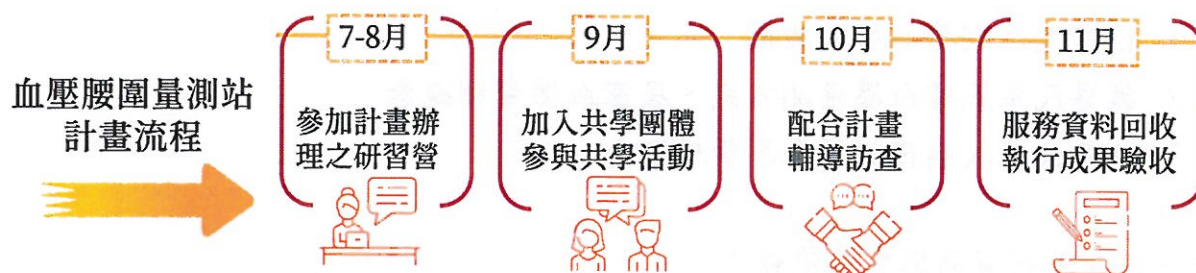 血壓腰圍量測站
計畫流程
7-8月
參加計畫辦
理之研習營
9月
加入共學團體
參與共學活動
10月
配合計畫
輔導訪查
11月
服務資料回收
執行成果驗收